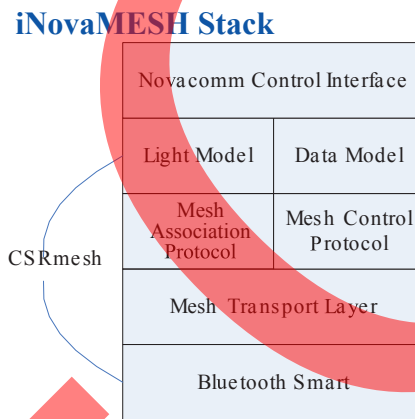 iNovaMESH Stack
Novacomm Control Interface
Light Model
Data Model
Mesh
Association
Protocol
Mesh Control
Protocol
CSRmesh
Mesh Transport Layer
Bluetooth Smart